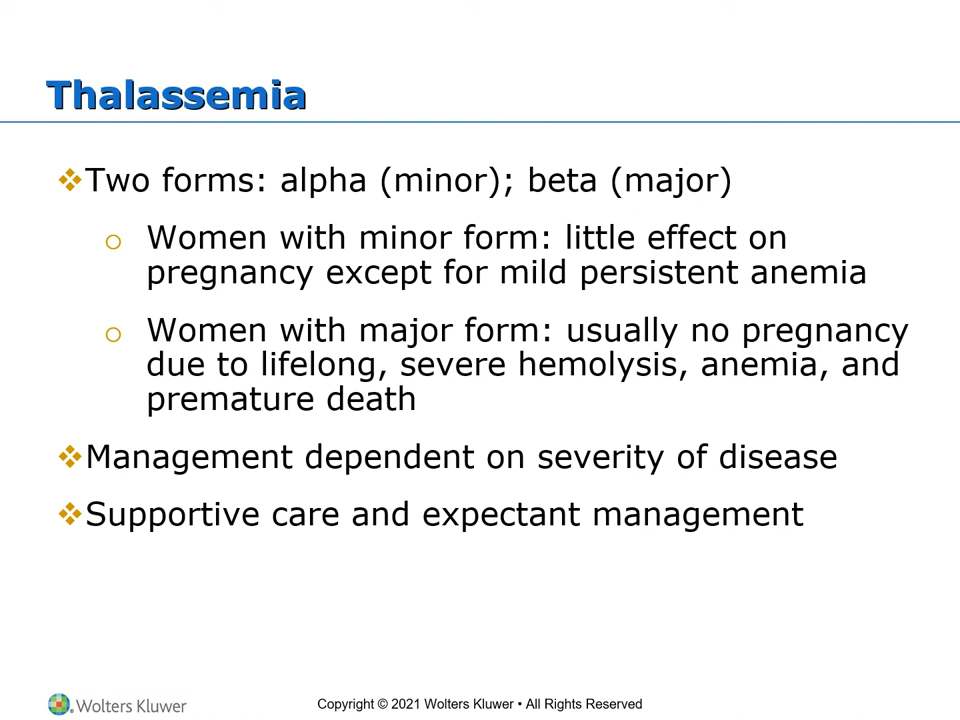 Thalassemia
❖Two forms: alpha (minor); beta (major)
o Women with minor form: little effect on
pregnancy except for mild persistent anemia
o Women with major form: usually no pregnancy
due to lifelong, severe hemolysis, anemia, and
premature death
❖Management dependent on severity of disease
❖Supportive care and expectant management
Wolters Kluwer
Copyright © 2021 Wolters Kluwer • All Rights Reserved